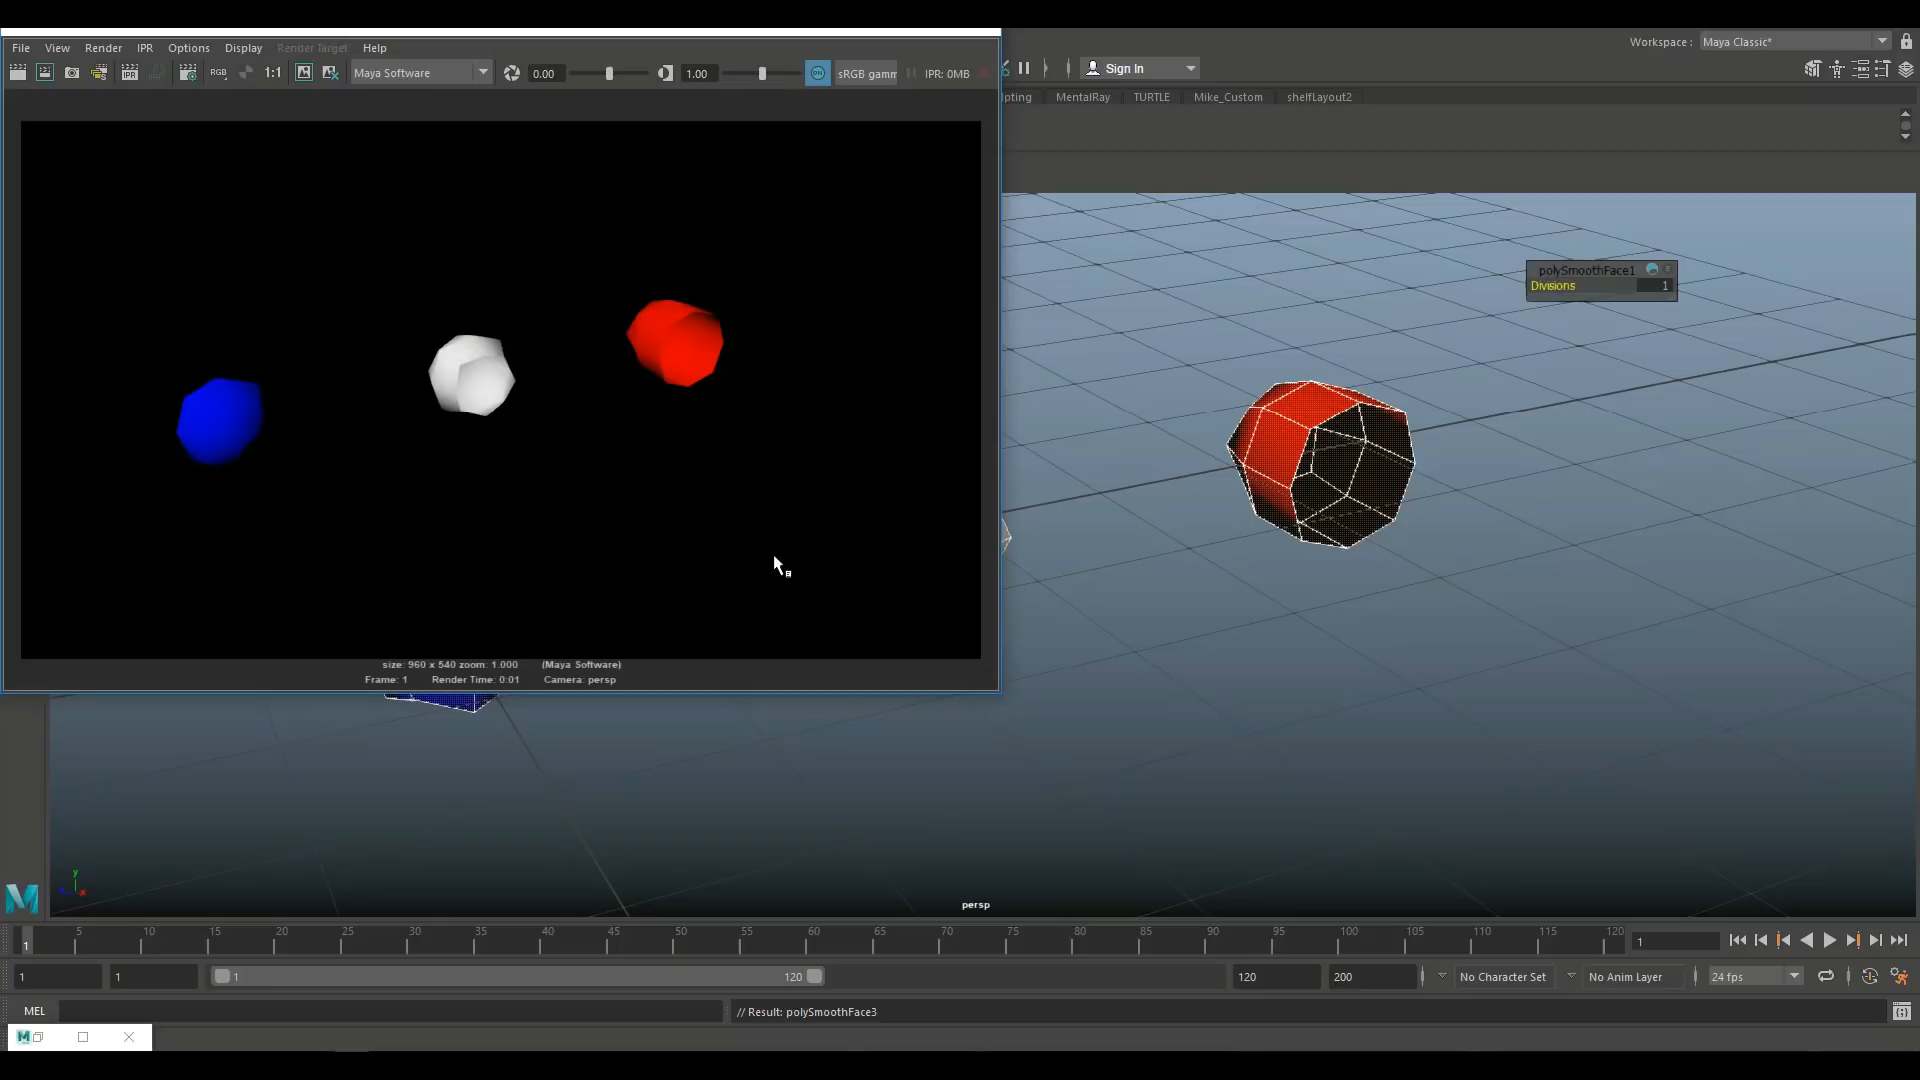 File View Render IPR Options Display Render Target Help
Workspace : Maya Classic*
RGB 1:1 Maya Software 0.00 1.00 ON sRGB gamm IPR: 0MB
Sign In
lpting MentalRay TURTLE Mike_Custom shelfLayout2
polySmoothFace1
Divisions 1
size: 960 x 540 zoom: 1.000 (Maya Software)
Frame: 1 Render Time: 0:01 Camera: persp
y
x
persp
5 10 15 20 25 30 35 40 45 50 55 60 65 70 75 80 85 90 95 100 105 110 115 120
1 1
1 1 1 120 120 200 No Character Set No Anim Layer 24 fps
MEL // Result: polySmoothFace3